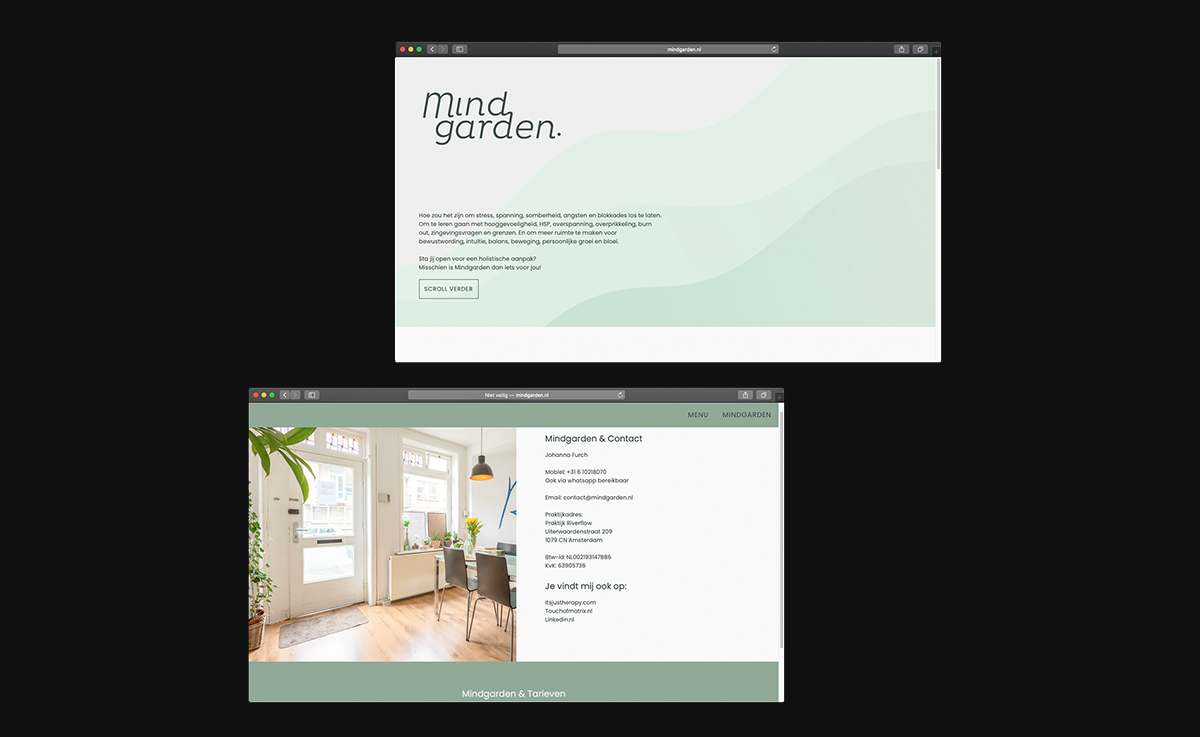 mindgarden.nl
Mind
garden.
Hoe zou het zijn om stress, spanning, somberheid, angsten en blokkades los te laten.
Om te leren gaan met hooggevoeligheid, HSP, overspanning, overprikkeling, burn
out, zingevingsvragen en grenzen. En om meer ruimte te maken voor
bewustwording, intuïtie, balans, beweging, persoonlijke groei en bloei.
Sta jij open voor een holistische aanpak?
Misschien is Mindgarden dan iets voor jou!
SCROLL VERDER
Niet veilig — mindgarden.nl
MENU MINDGARDEN
Mindgarden & Contact
Johanna Furch
Mobiel: +31 6 10218070
Ook via whatsapp bereikbaar
Email: contact@mindgarden.nl
Praktijkadres:
Praktijk Riverflow
Uiterwaardenstraat 209
1079 CN Amsterdam
Btw-id: NL002193147B86
KvK: 63905736
Je vindt mij ook op:
Itsjustherapy.com
Touchofmatrix.nl
Linkedin.nl
Mindgarden & Tarieven